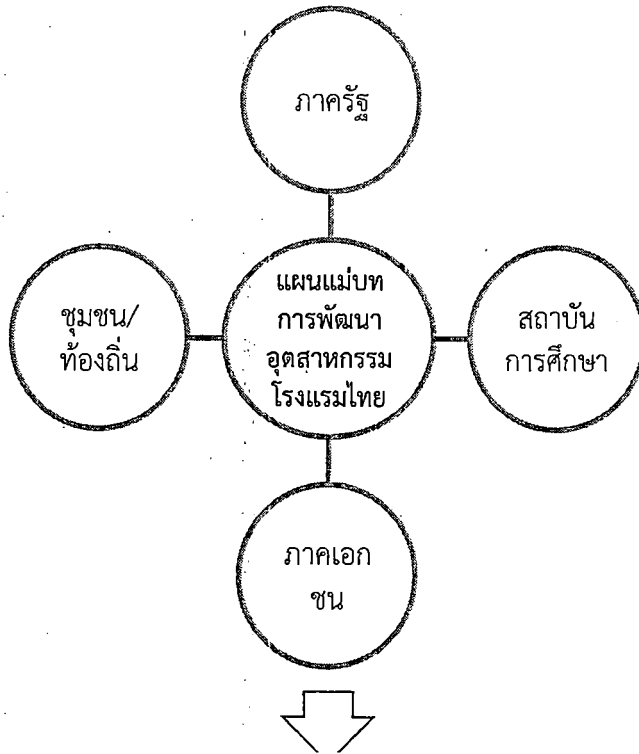 ภาครัฐ
ชุมชน/
ท้องถิ่น
แผนแม่บท
การพัฒนา
อุตสาหกรรม
โรงแรมไทย
สถาบัน
การศึกษา
ภาคเอก
ชน